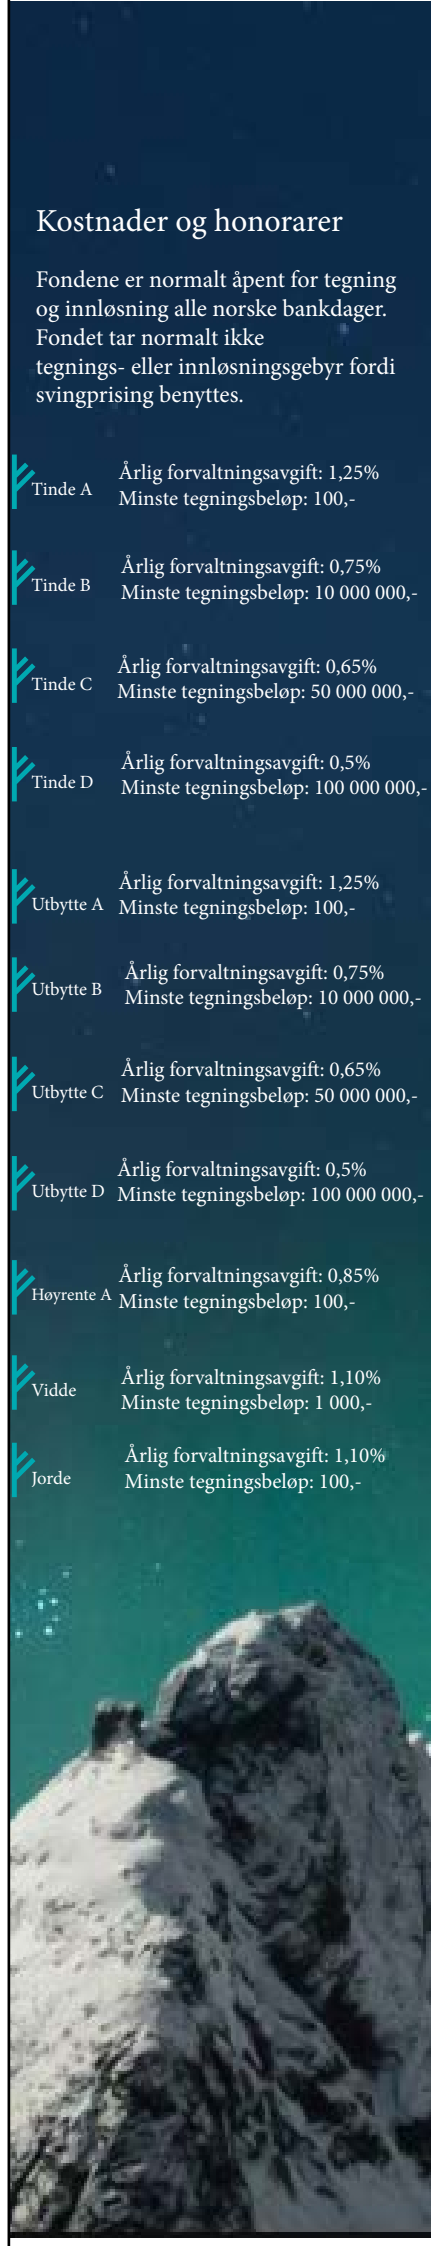 Kostnader og honorarer
Fondene er normalt åpent for tegning
og innløsning alle norske bankdager.
Fondet tar normalt ikke
tegnings- eller innløsningsgebyr fordi
svingprising benyttes.
Tinde A
Årlig forvaltningsavgift: 1,25%
Minste tegningsbeløp: 100,-
Tinde B
Årlig forvaltningsavgift: 0,75%
Minste tegningsbeløp: 10 000 000,-
Tinde C
Årlig forvaltningsavgift: 0,65%
Minste tegningsbeløp: 50 000 000,-
Tinde D
Årlig forvaltningsavgift: 0,5%
Minste tegningsbeløp: 100 000 000,-
Utbytte A
Årlig forvaltningsavgift: 1,25%
Minste tegningsbeløp: 100,-
Utbytte B
Årlig forvaltningsavgift: 0,75%
Minste tegningsbeløp: 10 000 000,-
Utbytte C
Årlig forvaltningsavgift: 0,65%
Minste tegningsbeløp: 50 000 000,-
Utbytte D
Årlig forvaltningsavgift: 0,5%
Minste tegningsbeløp: 100 000 000,-
Høyrente A
Årlig forvaltningsavgift: 0,85%
Minste tegningsbeløp: 100,-
Vidde
Årlig forvaltningsavgift: 1,10%
Minste tegningsbeløp: 1 000,-
Jorde
Årlig forvaltningsavgift: 1,10%
Minste tegningsbeløp: 100,-